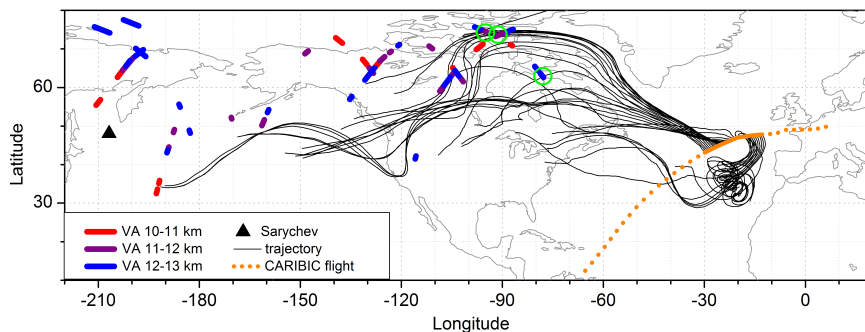 Latitude
60
30
VA 10-11 km
VA 11-12 km
VA 12-13 km
Sarychev
trajectory
CARIBIC flight
-210 -180 -150 -120 -90 -60 -30 0
Longitude